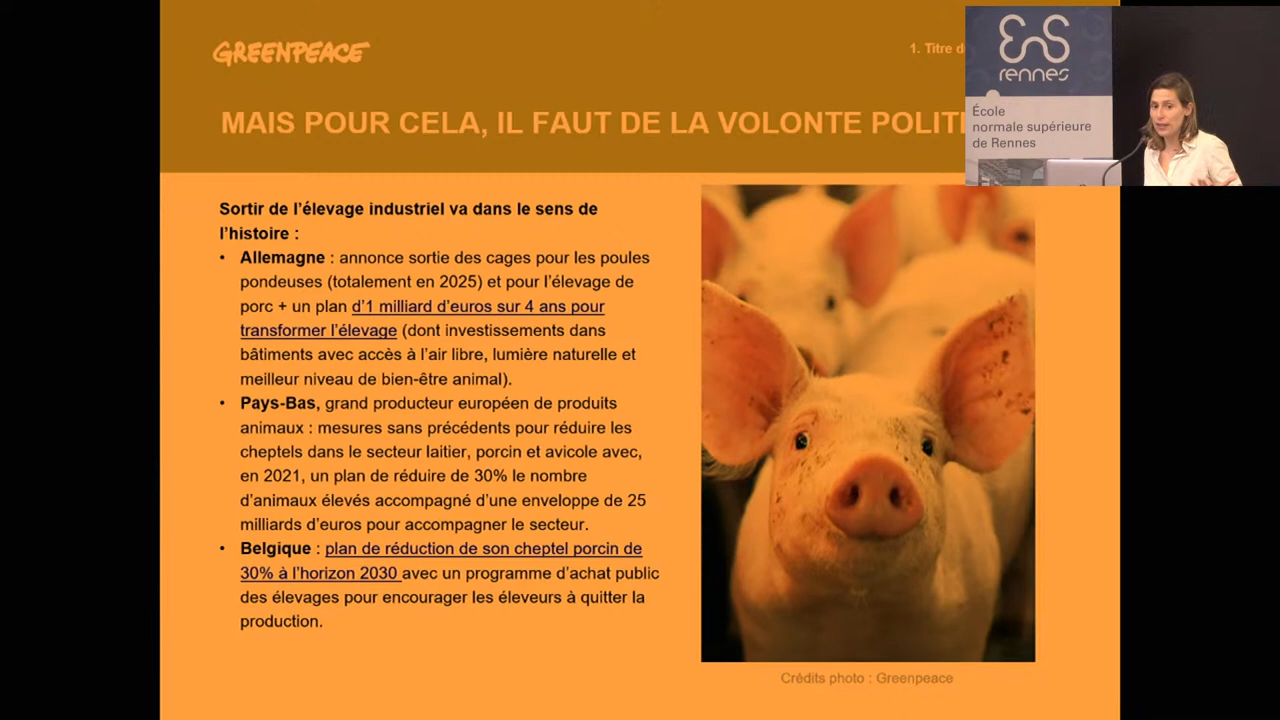 GREENPEACE
1. Titre d
MAIS POUR CELA, IL FAUT DE LA VOLONTE POLITI
ENS
rennes
École
normale supérieure
de Rennes
Sortir de l'élevage industriel va dans le sens de
l'histoire :
• Allemagne : annonce sortie des cages pour les poules
pondeuses (totalement en 2025) et pour l'élevage de
porc + un plan d'1 milliard d'euros sur 4 ans pour
transformer l'élevage (dont investissements dans
bâtiments avec accès à l'air libre, lumière naturelle et
meilleur niveau de bien-être animal).
• Pays-Bas, grand producteur européen de produits
animaux : mesures sans précédents pour réduire les
cheptels dans le secteur laitier, porcin et avicole avec,
en 2021, un plan de réduire de 30% le nombre
d'animaux élevés accompagné d'une enveloppe de 25
milliards d'euros pour accompagner le secteur.
• Belgique : plan de réduction de son cheptel porcin de
30% à l'horizon 2030 avec un programme d'achat public
des élevages pour encourager les éleveurs à quitter la
production.
Crédits photo : Greenpeace